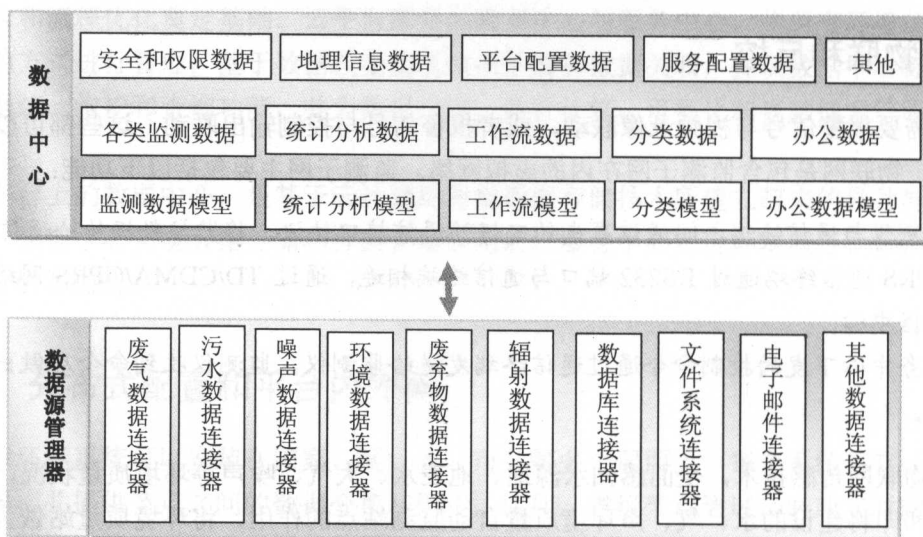 数据中心
安全和权限数据
地理信息数据
平台配置数据
服务配置数据
其他
各类监测数据
统计分析数据
工作流数据
分类数据
办公数据
监测数据模型
统计分析模型
工作流模型
分类模型
办公数据模型
数据源管理器
废气数据连接器
污水数据连接器
噪声数据连接器
环境数据连接器
废弃物数据连接器
辐射数据连接器
数据库连接器
文件系统连接器
电子邮件连接器
其他数据连接器